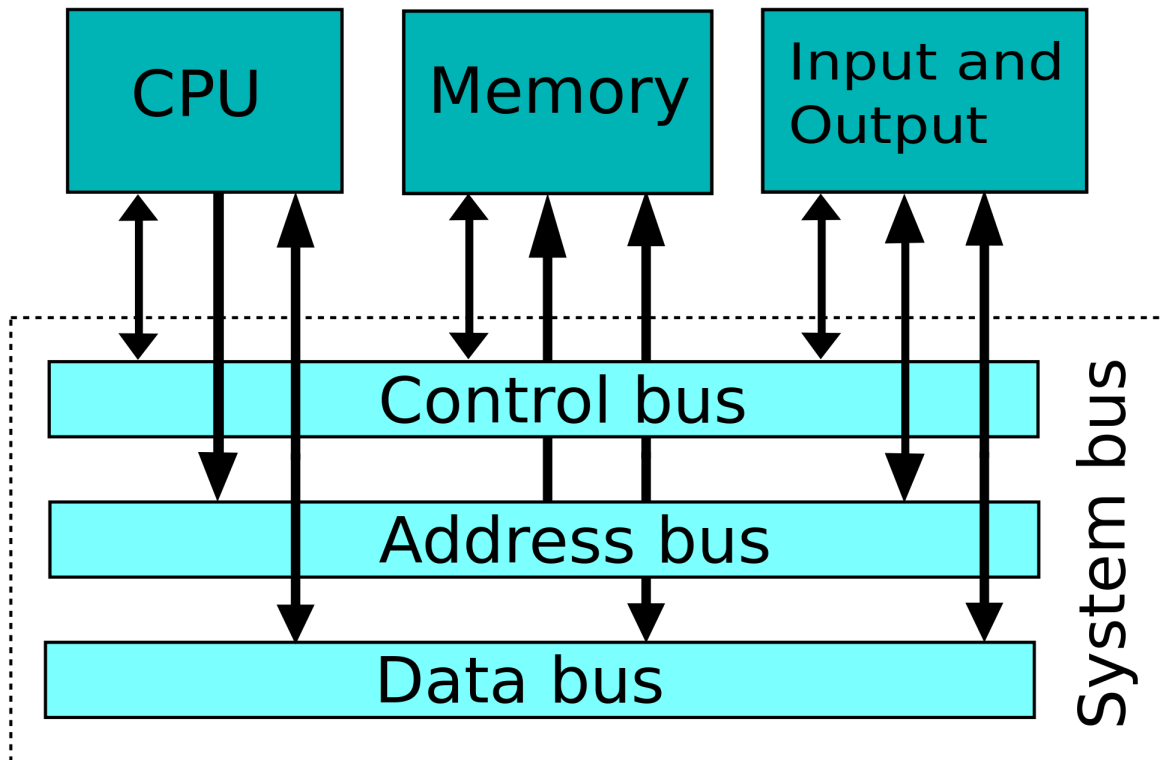 CPU
Memory
Input and
Output
Control bus
Address bus
Data bus
System bus